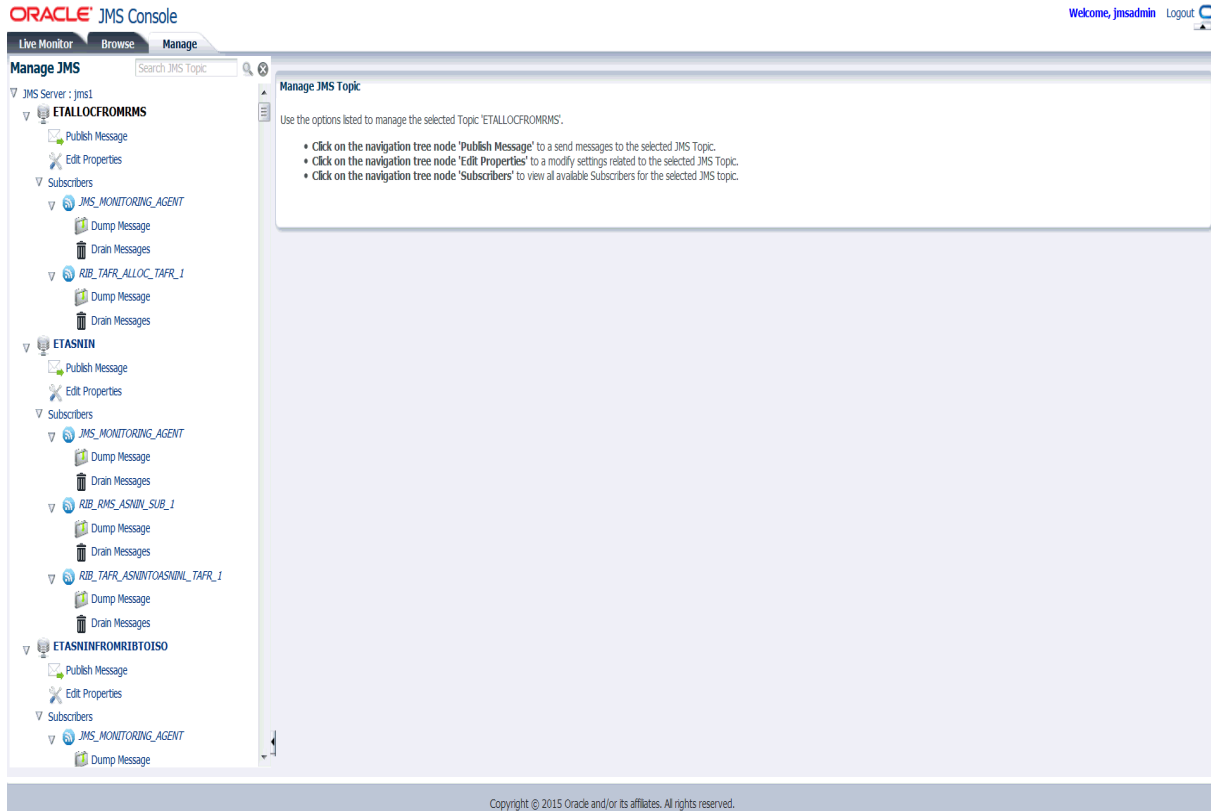 ORACLE JMS Console
Welcome, jmsadmin Logout
Live Monitor Browse Manage
Manage JMS Search JMS Topic
JMS Server : jms1
ETALLOCFROMRMS
Publish Message
Edit Properties
Subscribers
JMS_MONITORING_AGENT
Dump Message
Drain Messages
RIB_TAFR_ALLOC_TAFR_1
Dump Message
Drain Messages
ETASNIN
Publish Message
Edit Properties
Subscribers
JMS_MONITORING_AGENT
Dump Message
Drain Messages
RIB_RMS_ASNIN_SUB_1
Dump Message
Drain Messages
RIB_TAFR_ASNINTOASNINL_TAFR_1
Dump Message
Drain Messages
ETASNINFROMRIBTOISO
Publish Message
Edit Properties
Subscribers
JMS_MONITORING_AGENT
Dump Message
Manage JMS Topic
Use the options listed to manage the selected Topic 'ETALLOCFROMRMS'.
• Click on the navigation tree node 'Publish Message' to a send messages to the selected JMS Topic.
• Click on the navigation tree node 'Edit Properties' to a modify settings related to the selected JMS Topic.
• Click on the navigation tree node 'Subscribers' to view all available Subscribers for the selected JMS topic.
Copyright © 2015 Oracle and/or its affiliates. All rights reserved.